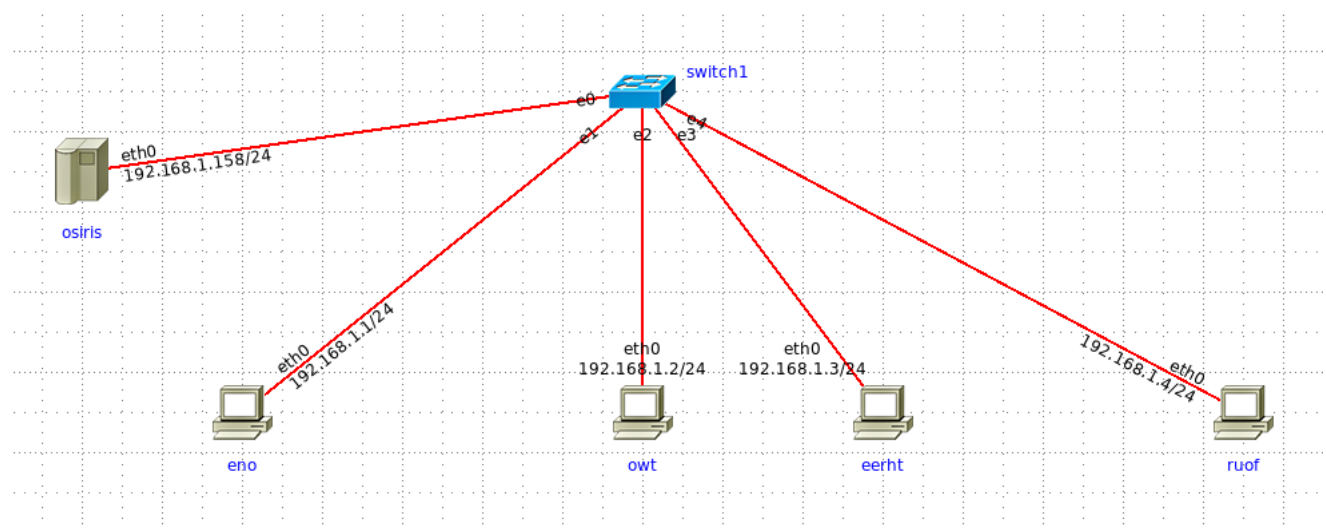 switch1
e0
e1
e2
e3
e4
eth0
192.168.1.158/24
osiris
eth0
192.168.1.1/24
eth0
192.168.1.2/24
eth0
192.168.1.3/24
eth0
192.168.1.4/24
eno
owt
eerht
ruof